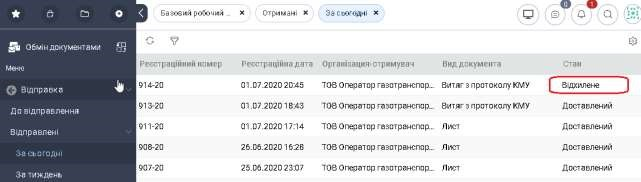 Базовий робочий ... × Отримані × За сьогодні ×
0
1
Обмін документами
Меню
Відправка
До відправлення
Відправлені
За сьогодні
За тиждень
Реєстраційний номер Реєстраційна дата Організація-отримувач Вид документа Стан
914-20 01.07.2020 20:45 ТОВ Оператор газотранспор... Витяг з протоколу КМУ Відхилене
913-20 01.07.2020 18:43 ТОВ Оператор газотранспор... Витяг з протоколу КМУ Доставлений
911-20 01.07.2020 17:14 ТОВ Оператор газотранспор... Лист Доставлений
908-20 26.06.2020 16:28 ТОВ Оператор газотранспор... Лист Доставлений
907-20 25.06.2020 23:07 ТОВ Оператор газотранспор... Лист Доставлений